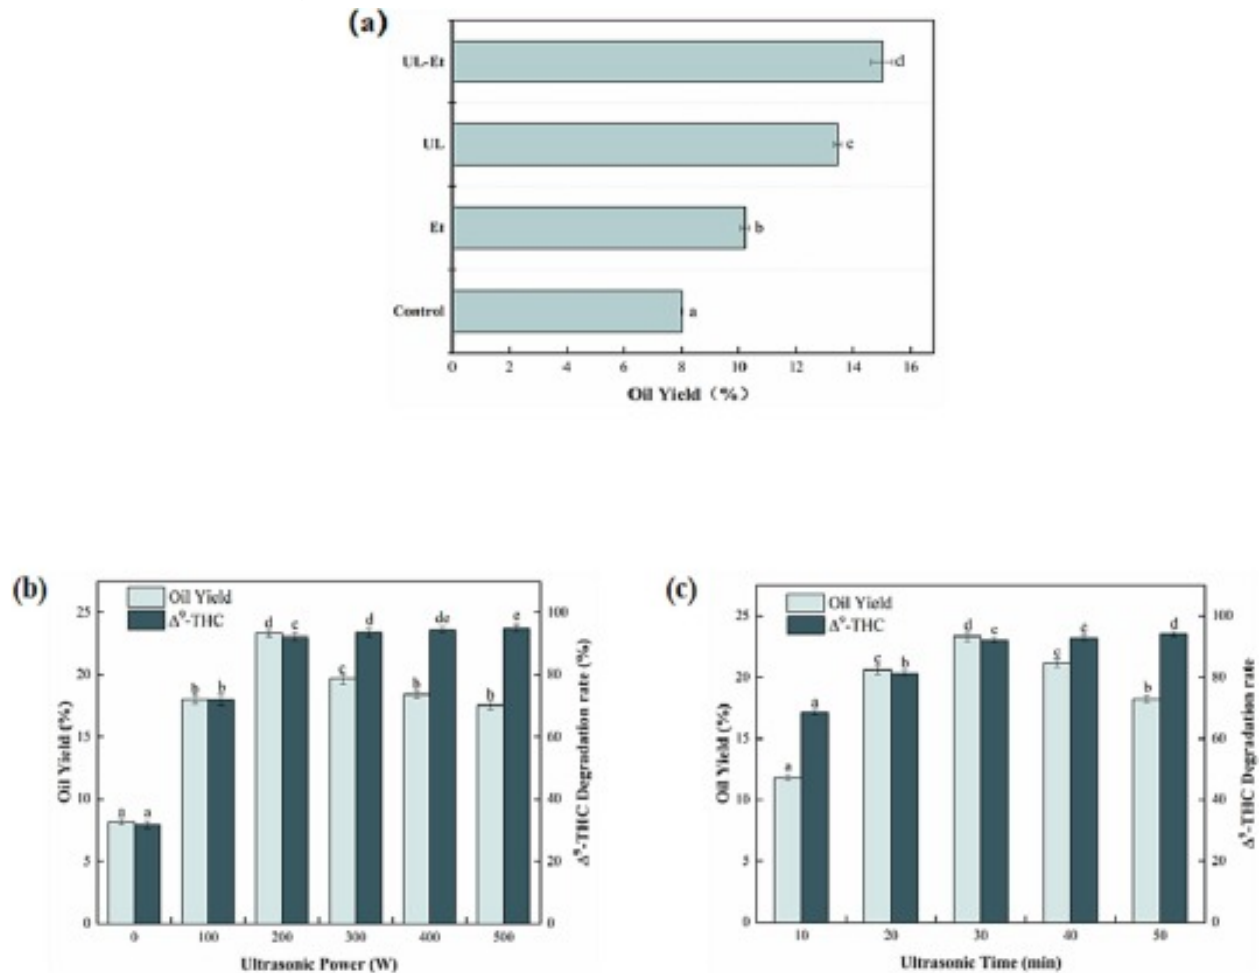 (a)
UL-Et
d
UL
c
Et
b
Control
a
0 2 4 6 8 10 12 14 16
Oil Yield (%)
(b)
Oil Yield
Δ⁹-THC
25
20
15
10
5
0
Oil Yield (%)
100
80
60
40
20
0
Δ⁹-THC Degradation rate (%)
a b b d c c d b de b e
0 100 200 300 400 500
Ultrasonic Power (W)
(c)
Oil Yield
Δ⁹-THC
25
20
15
10
5
0
Oil Yield (%)
100
80
60
40
20
0
Δ⁹-THC Degradation rate
a a c b d c c c b d
10 20 30 40 50
Ultrasonic Time (min)